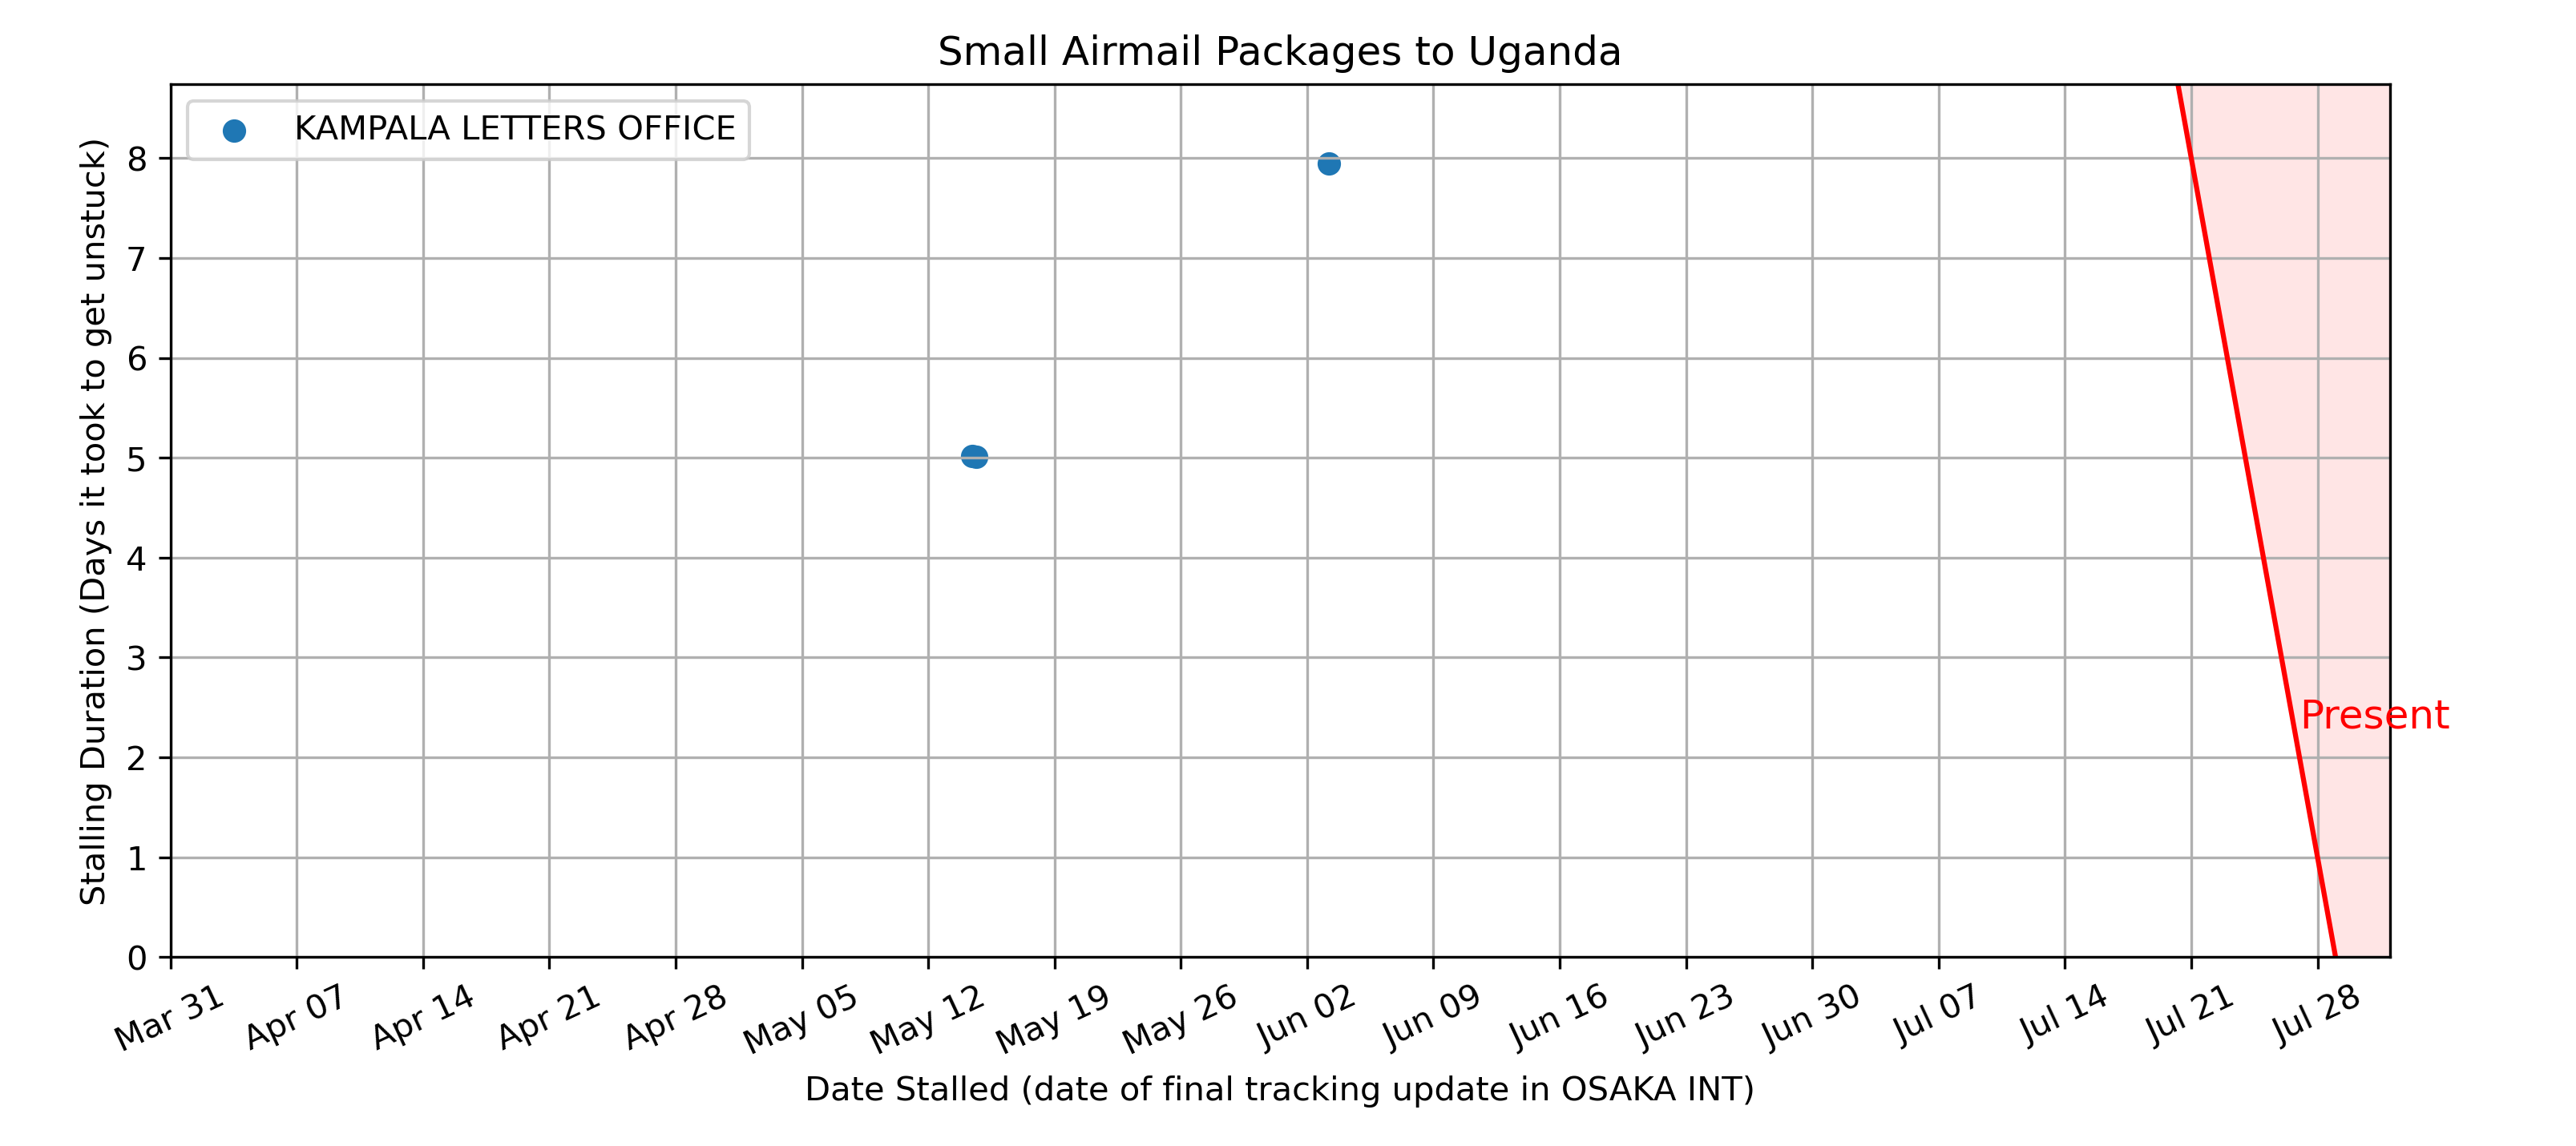 Small Airmail Packages to Uganda
KAMPALA LETTERS OFFICE
Stalling Duration (Days it took to get unstuck)
8
7
6
5
4
3
2
1
0
Present
Mar 31
Apr 07
Apr 14
Apr 21
Apr 28
May 05
May 12
May 19
May 26
Jun 02
Jun 09
Jun 16
Jun 23
Jun 30
Jul 07
Jul 14
Jul 21
Jul 28
Date Stalled (date of final tracking update in OSAKA INT)